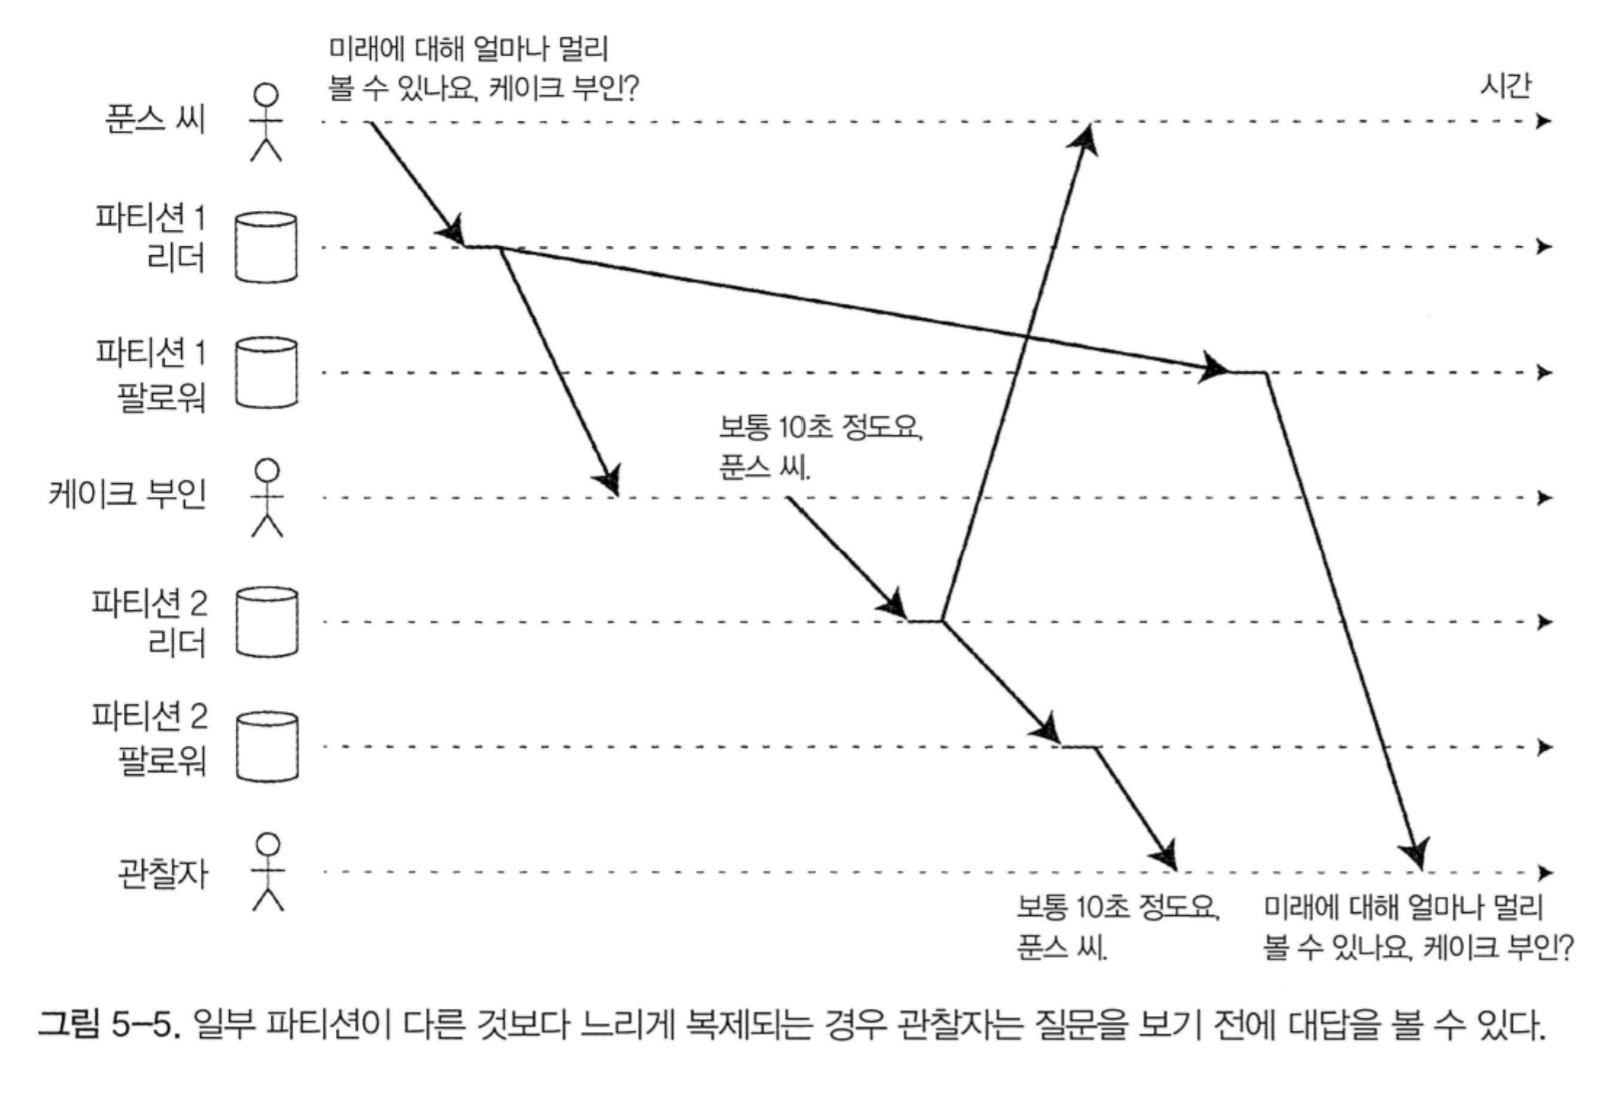 미래에 대해 얼마나 멀리
볼 수 있나요, 케이크 부인?
시간
푼스 씨
파티션 1
리더
파티션 1
팔로워
보통 10초 정도요,
푼스 씨.
케이크 부인
파티션 2
리더
파티션 2
팔로워
관찰자
보통 10초 정도요,
푼스 씨.
미래에 대해 얼마나 멀리
볼 수 있나요, 케이크 부인?
그림 5-5. 일부 파티션이 다른 것보다 느리게 복제되는 경우 관찰자는 질문을 보기 전에 대답을 볼 수 있다.